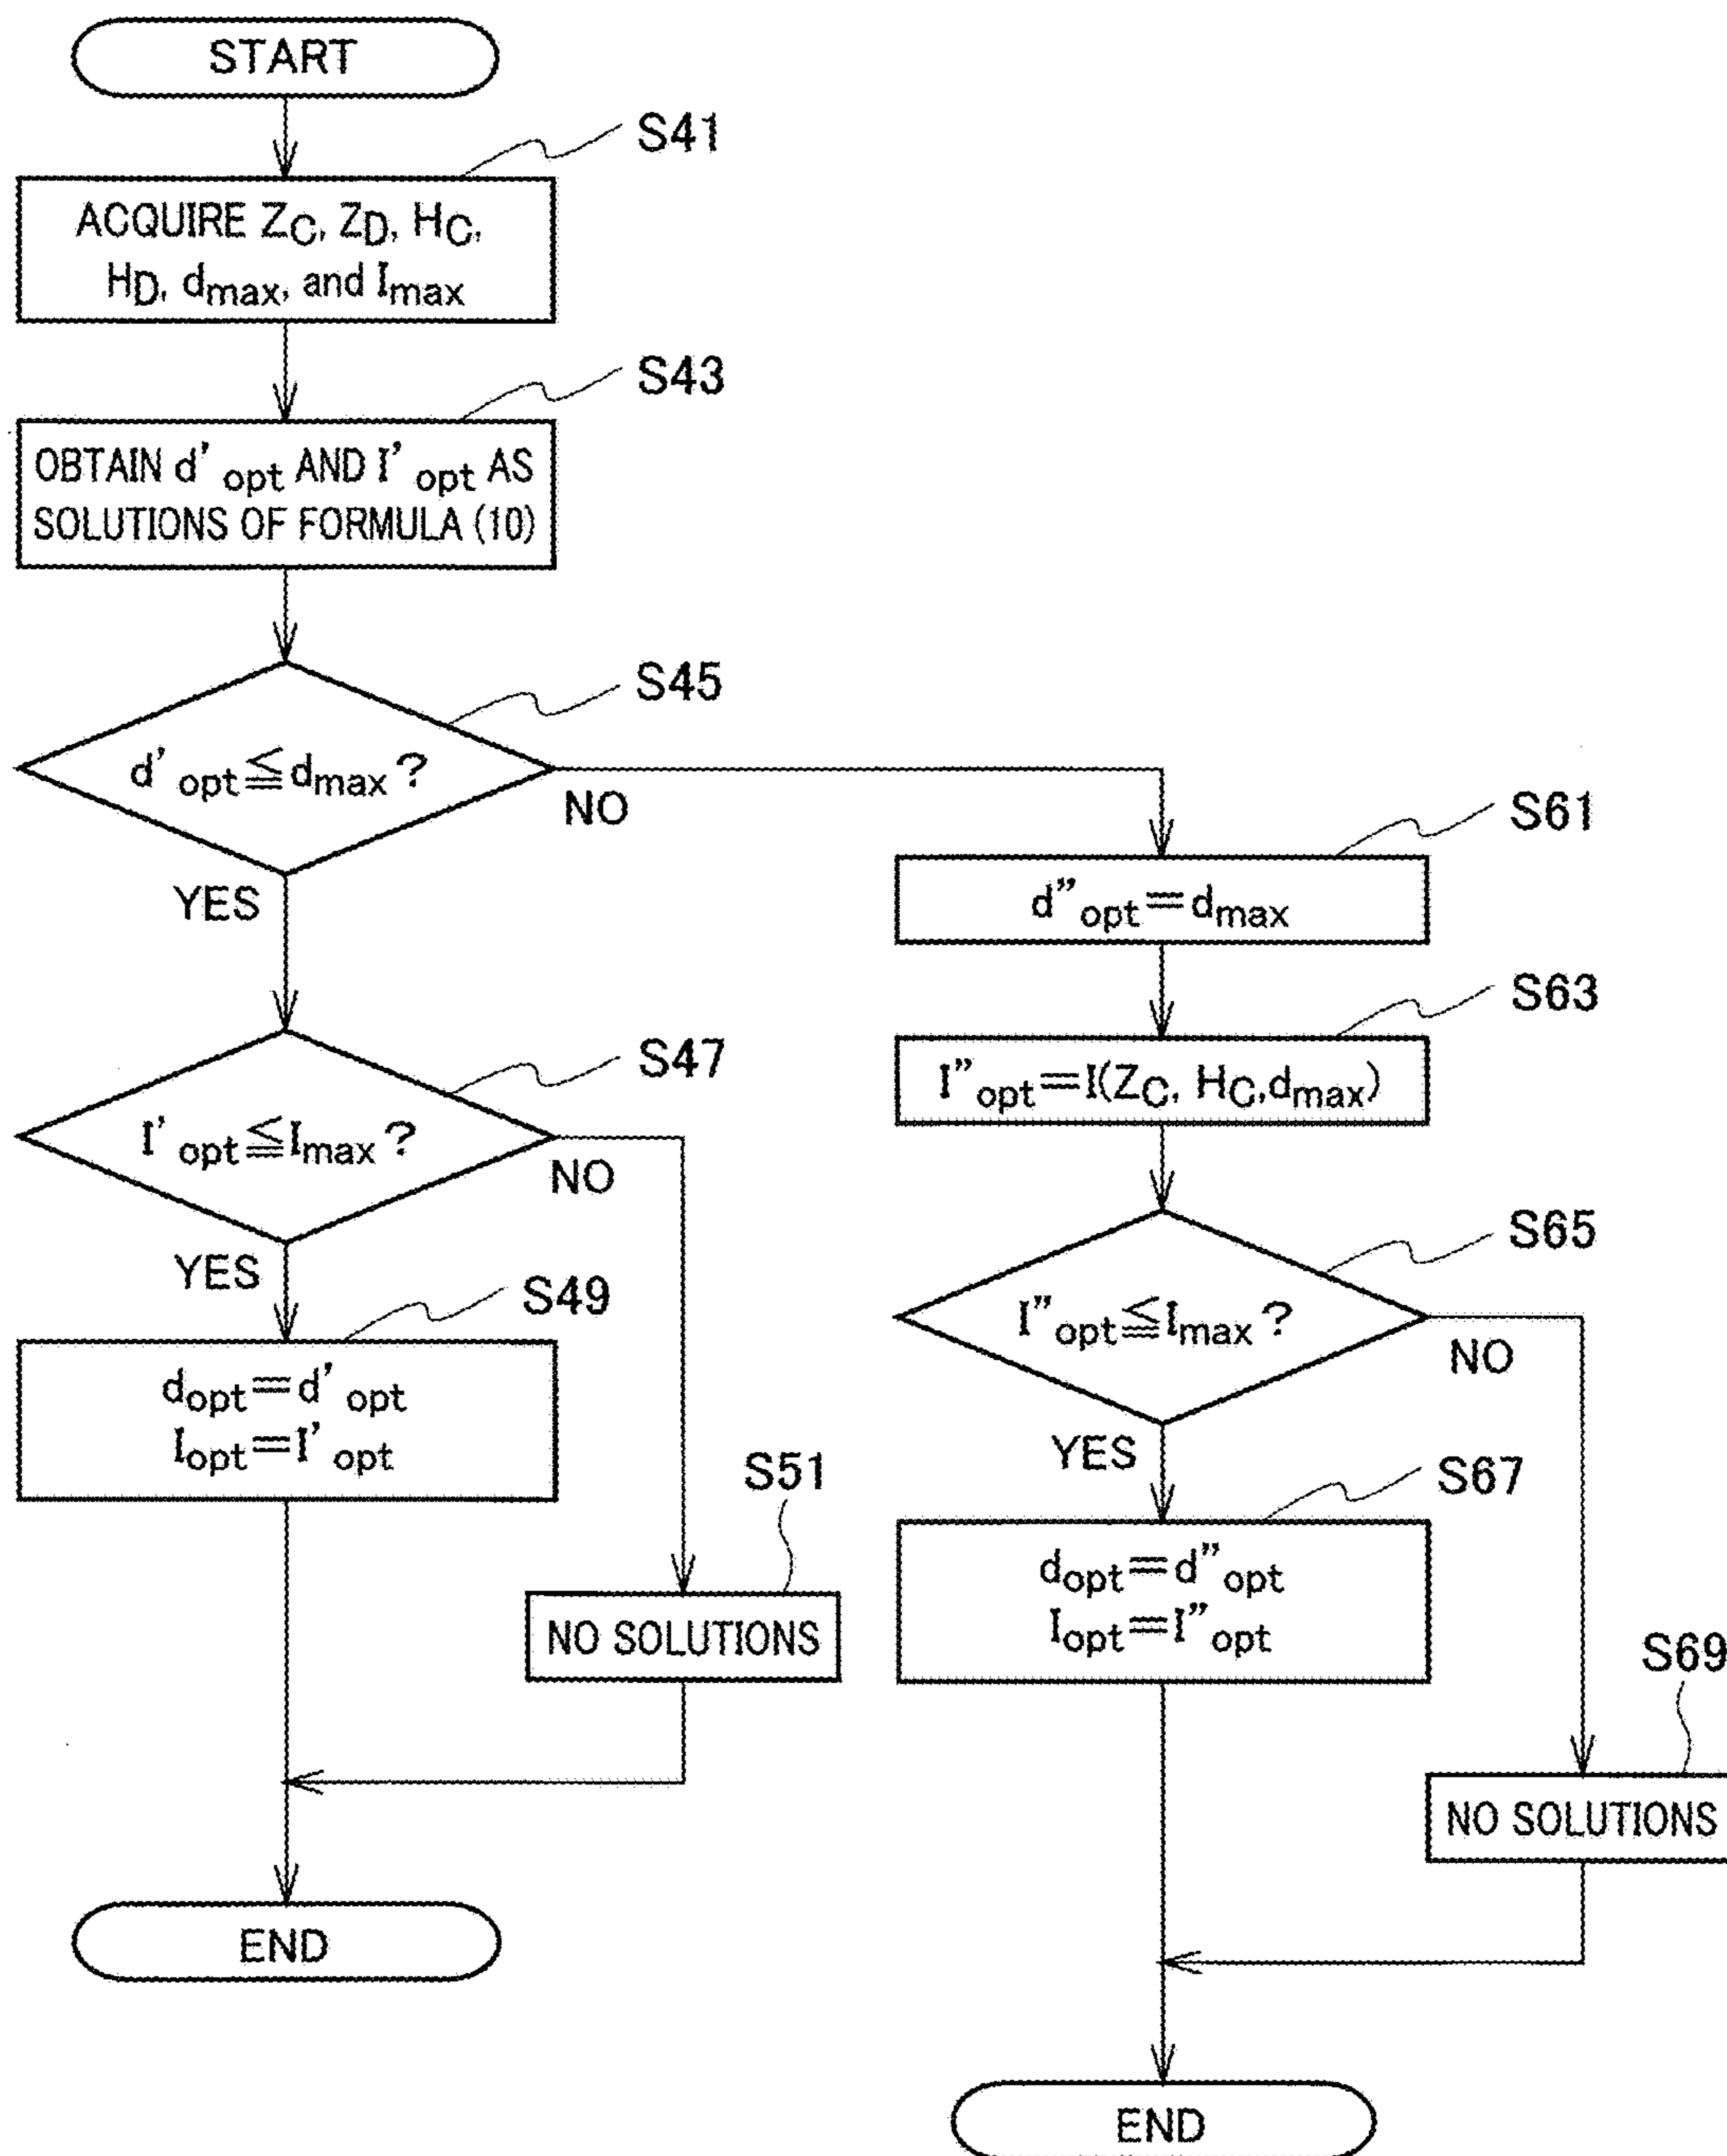 START
S41
ACQUIRE ZC, ZD, HC,
HD, dmax, and Imax
S43
OBTAIN d'opt AND I'opt AS
SOLUTIONS OF FORMULA (10)
S45
d'opt≦dmax?
NO
YES
S61
d”opt=dmax
S63
I”opt=I(ZC, HC,dmax)
S47
I'opt≦Imax?
NO
YES
S65
I”opt≦Imax?
NO
YES
S49
dopt=d'opt
Iopt=I'opt
S51
NO SOLUTIONS
S67
dopt=d”opt
Iopt=I”opt
S69
NO SOLUTIONS
END
END